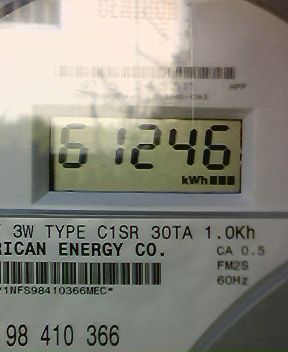 61246
kWh
3W TYPE C1SR 30TA 1.0Kh
RICAN ENERGY CO.
CA 0.5
FM2S
60Hz
98 410 366